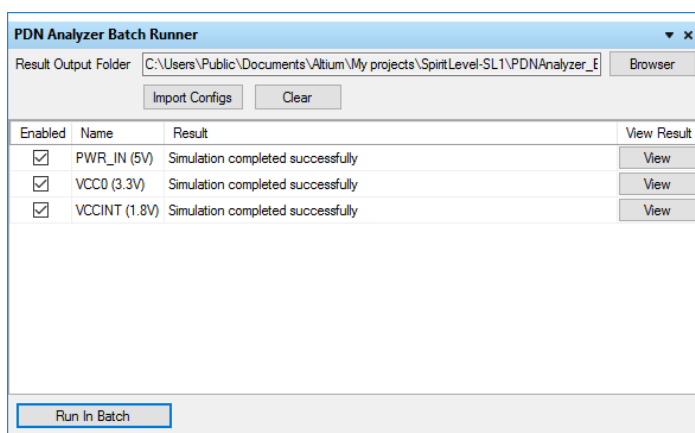 PDN Analyzer Batch Runner
Result Output Folder C:\Users\Public\Documents\Altium\My projects\SpiritLevel-SL1\PDNAnalyzer_E Browser
Import Configs Clear
Enabled Name Result View Result
PWR_IN (5V) Simulation completed successfully View
VCC0 (3.3V) Simulation completed successfully View
VCCINT (1.8V) Simulation completed successfully View
Run In Batch